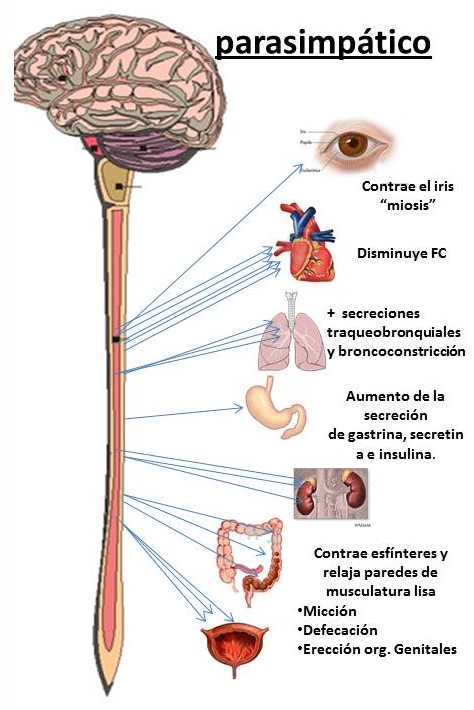 parasimpático
Iris
Pupila
Esclerótica
Contrae el iris
“miosis”
Disminuye FC
+ secreciones
traqueobronquiales
y broncoconstricción
Aumento de la
secreción
de gastrina, secretin
a e insulina.
Contrae esfínteres y
relaja paredes de
musculatura lisa
•Micción
•Defecación
•Erección org. Genitales